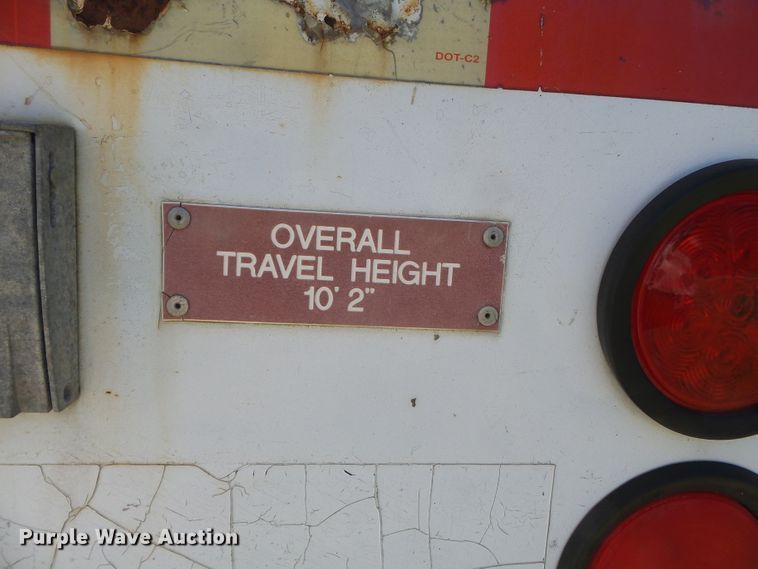 DOT-C2
OVERALL
TRAVEL HEIGHT
10' 2"
Purple Wave Auction